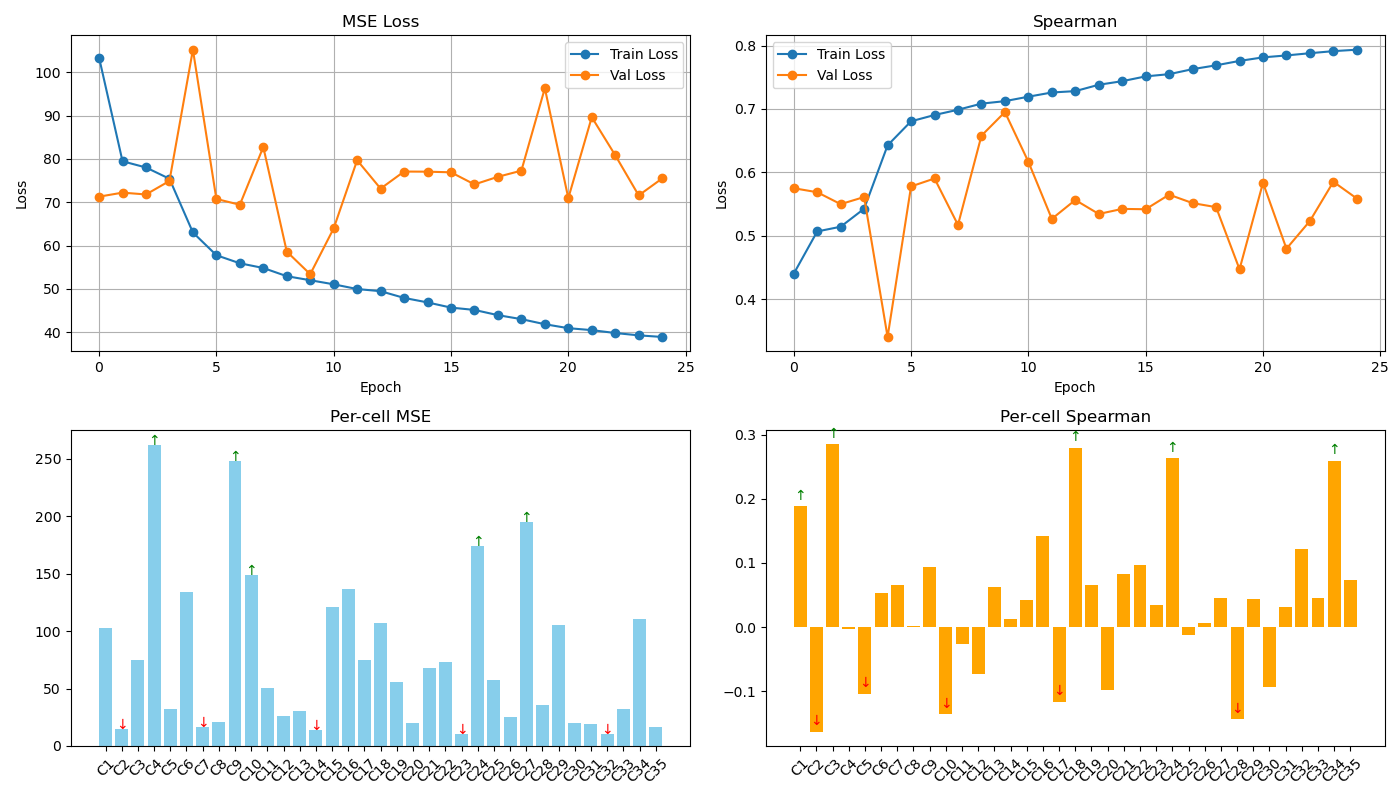 MSE Loss
Train Loss
Val Loss
Loss
100
90
80
70
60
50
40
0 5 10 15 20 25
Epoch
Spearman
Train Loss
Val Loss
Loss
0.8
0.7
0.6
0.5
0.4
0 5 10 15 20 25
Epoch
Per-cell MSE
250
200
150
100
50
0
↑ ↑ ↑ ↑ ↑
↓ ↓ ↓ ↓ ↓
C1 C2 C3 C4 C5 C6 C7 C8 C9 C10 C11 C12 C13 C14 C15 C16 C17 C18 C19 C20 C21 C22 C23 C24 C25 C26 C27 C28 C29 C30 C31 C32 C33 C34 C35
Per-cell Spearman
0.3
0.2
0.1
0.0
−0.1
↑ ↑ ↑ ↑ ↑
↓ ↓ ↓ ↓ ↓
C1 C2 C3 C4 C5 C6 C7 C8 C9 C10 C11 C12 C13 C14 C15 C16 C17 C18 C19 C20 C21 C22 C23 C24 C25 C26 C27 C28 C29 C30 C31 C32 C33 C34 C35